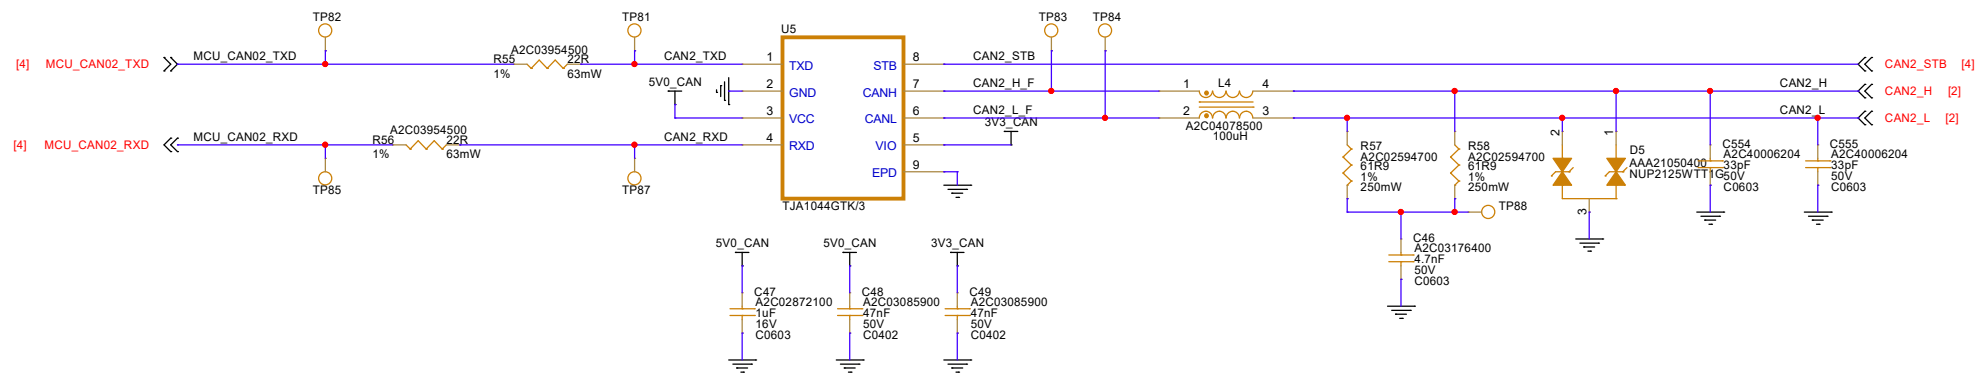 TP82
TP81
TP83
TP84
U5
[4] MCU_CAN02_TXD
MCU_CAN02_TXD
A2C03954500
R55
22R
1%
63mW
CAN2_TXD
1
TXD
STB
8
CAN2_STB
CAN2_STB [4]
5V0_CAN
2
GND
CANH
7
CAN2_H_F
1
L4
4
CAN2_H
CAN2_H [2]
3
VCC
CANL
6
CAN2_L_F
2
3
CAN2_L
CAN2_L [2]
A2C04078500
100uH
3V3_CAN
[4] MCU_CAN02_RXD
MCU_CAN02_RXD
A2C03954500
R56
22R
1%
63mW
CAN2_RXD
4
RXD
VIO
5
EPD
9
TJA1044GTK/3
TP85
TP87
R57
A2C02594700
61R9
1%
250mW
R58
A2C02594700
61R9
1%
250mW
TP88
2
1
3
D5
AAA21050400
NUP2125WTT1G
C554
A2C40006204
33pF
50V
C0603
C555
A2C40006204
33pF
50V
C0603
C46
A2C03176400
4.7nF
50V
C0603
5V0_CAN
5V0_CAN
3V3_CAN
C47
A2C02872100
1uF
16V
C0603
C48
A2C03085900
47nF
50V
C0402
C49
A2C03085900
47nF
50V
C0402